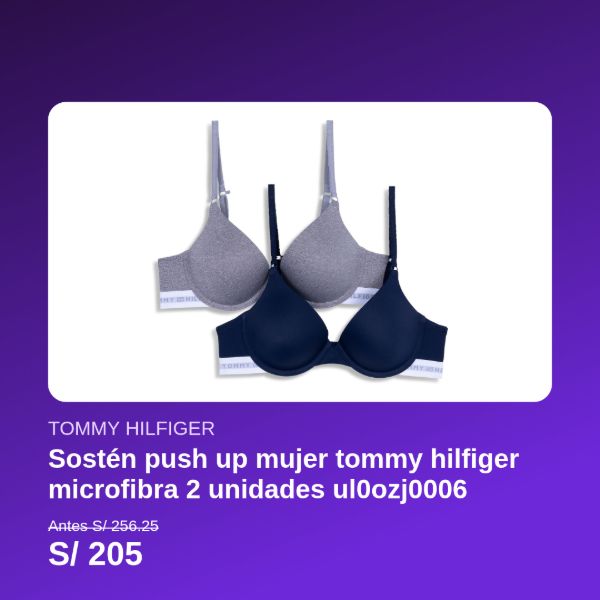 TOMMY HILFIGER
Sostén push up mujer tommy hilfiger
microfibra 2 unidades ul0ozj0006
Antes S/ 256.25
S/ 205